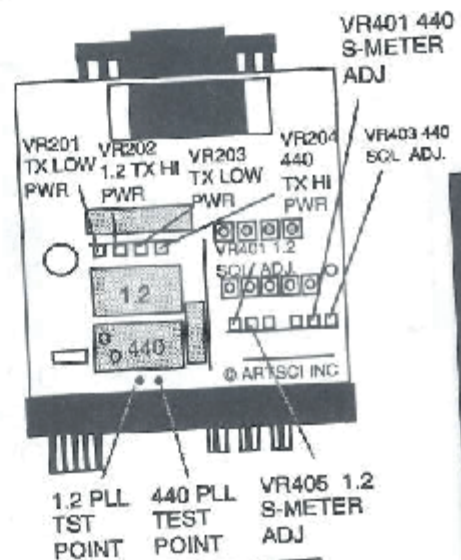 VR401 440
S-METER
ADJ
VR201
TX LOW
PWR
VR202
1.2 TX HI
PWR
VR203
TX LOW
PWR
VR204
440
TX HI
PWR
VR403 440
SQL ADJ.
VR401 1.2
SQL ADJ.
1.2
440
© ARTSCI INC
1.2 PLL
TST
POINT
440 PLL
TEST
POINT
VR405 1.2
S-METER
ADJ